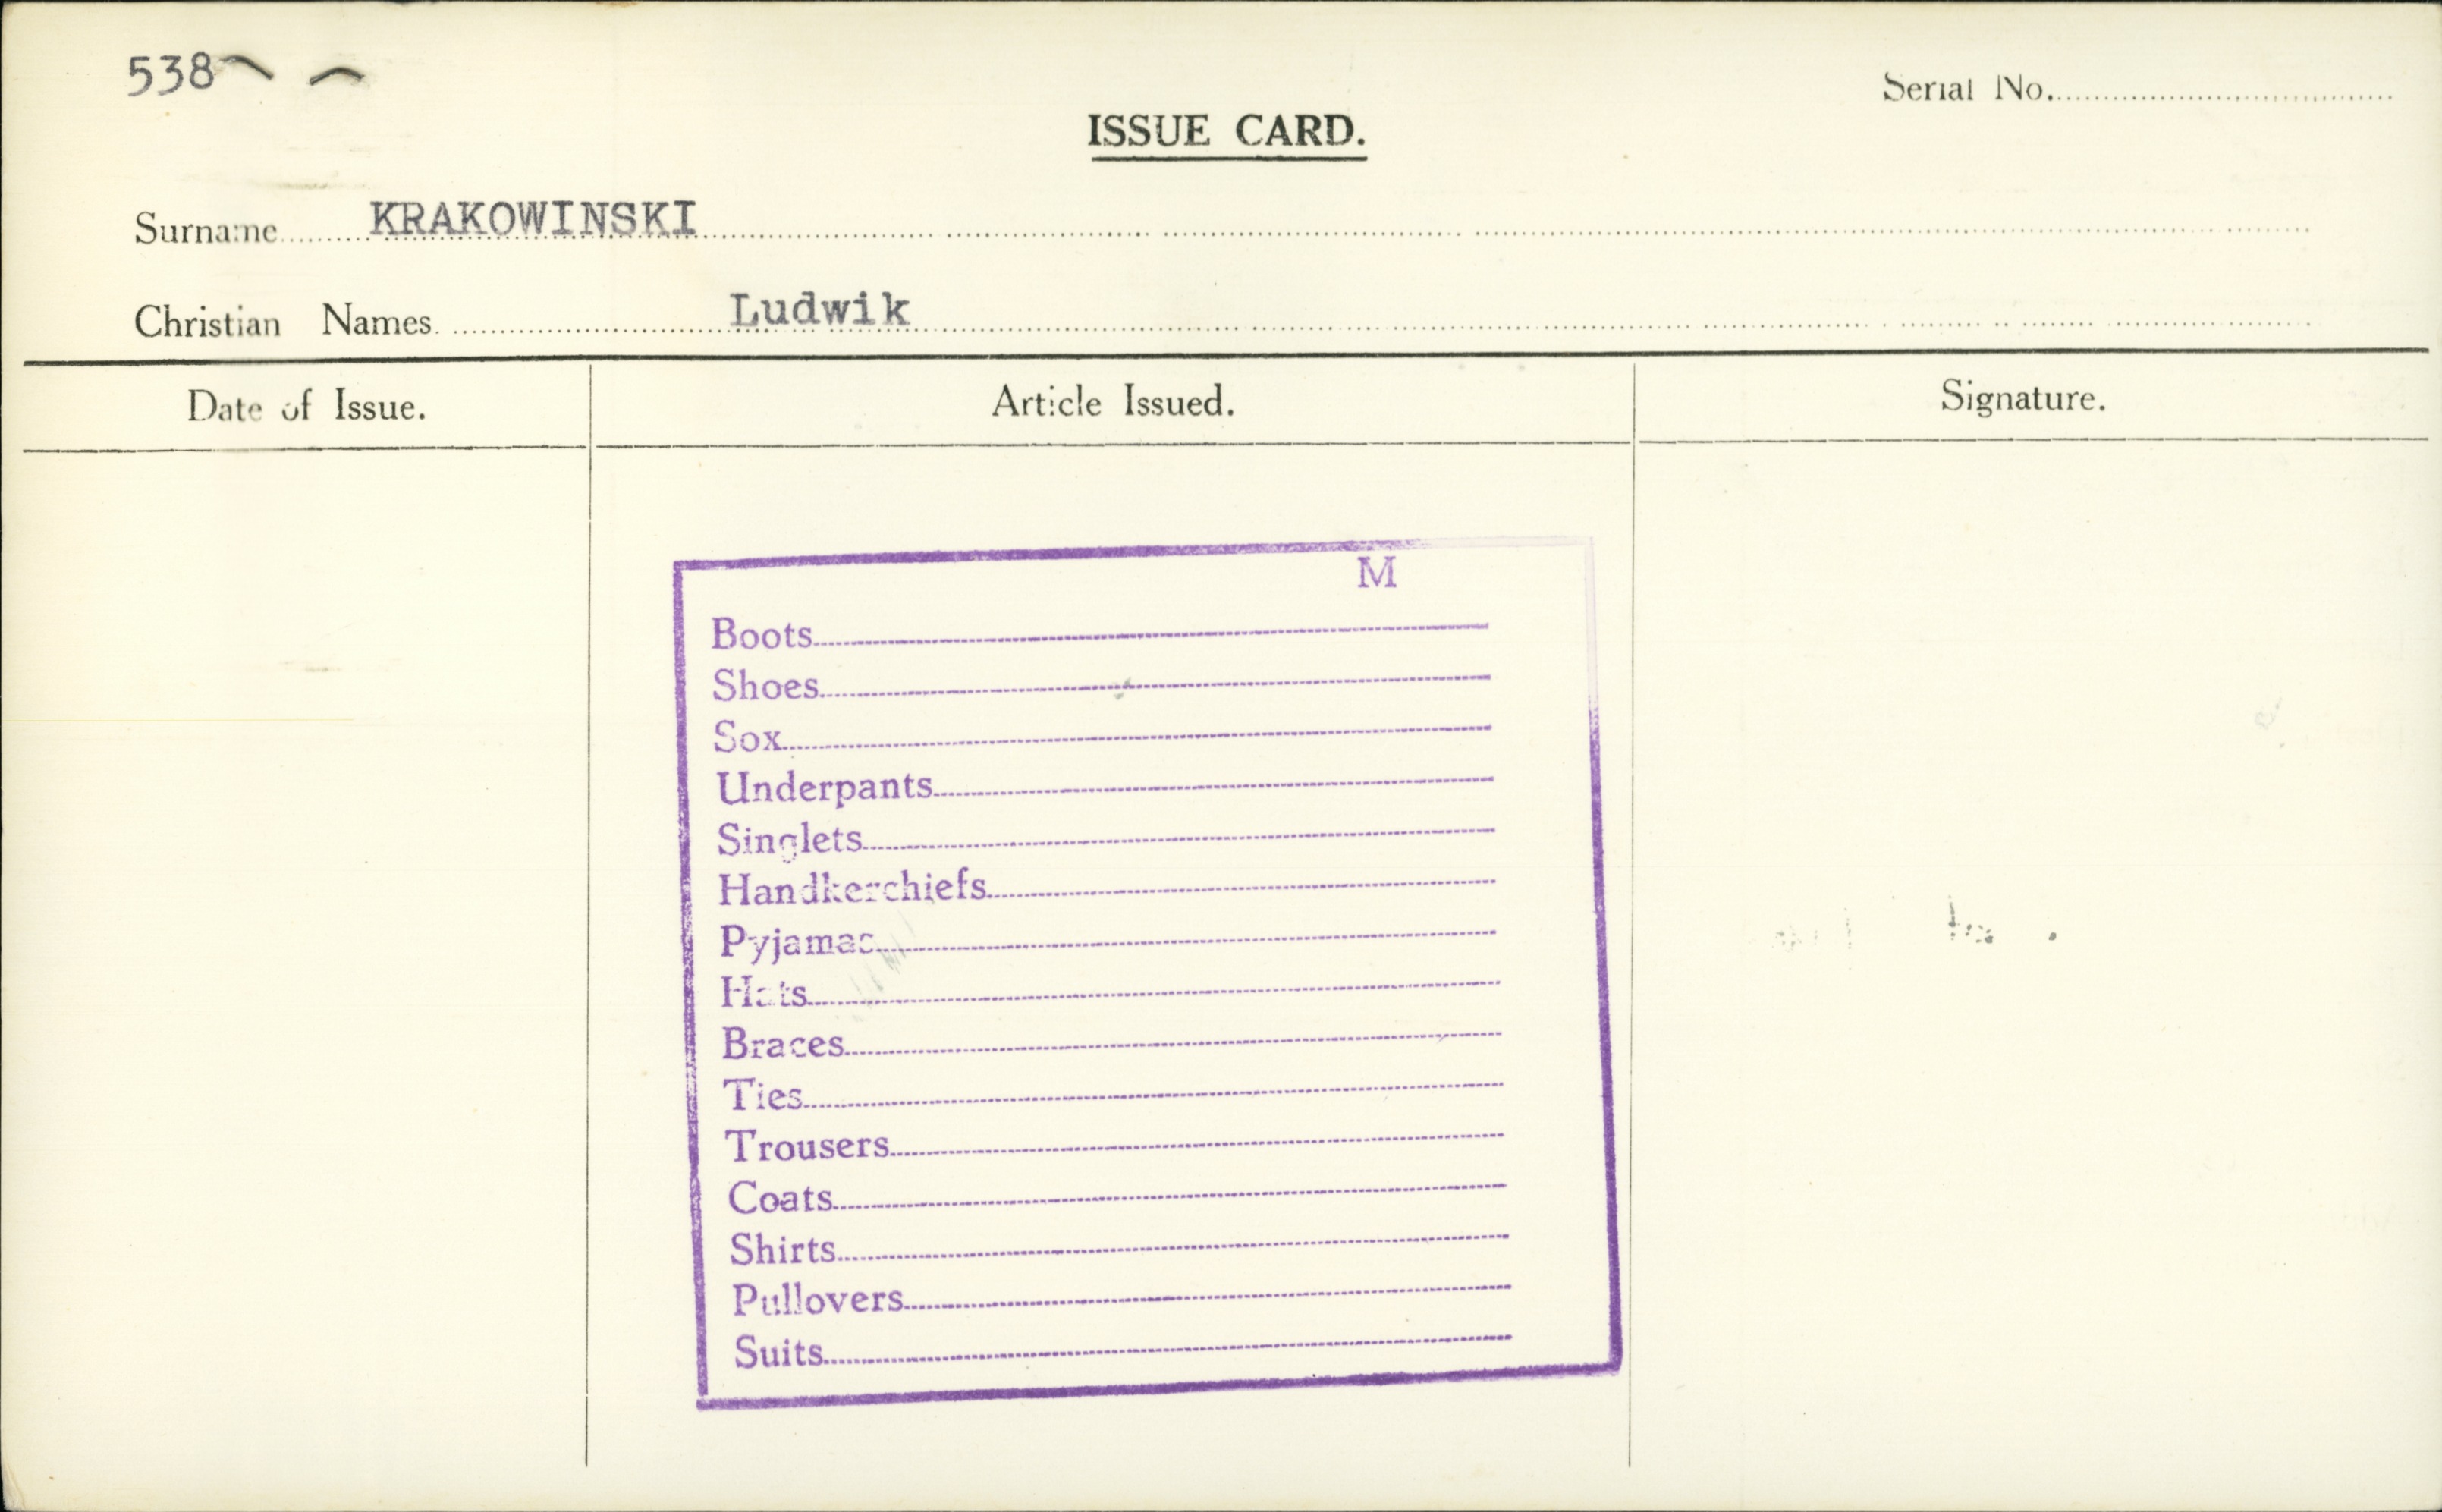 538
Serial No.
ISSUE CARD.
Surname KRAKOWINSKI
Christian Names Ludwik
Date of Issue. Article Issued. Signature.
M
Boots
Shoes
Sox
Underpants
Singlets
Handkerchiefs
Pyjamas
Hats
Braces
Ties
Trousers
Coats
Shirts
Pullovers
Suits